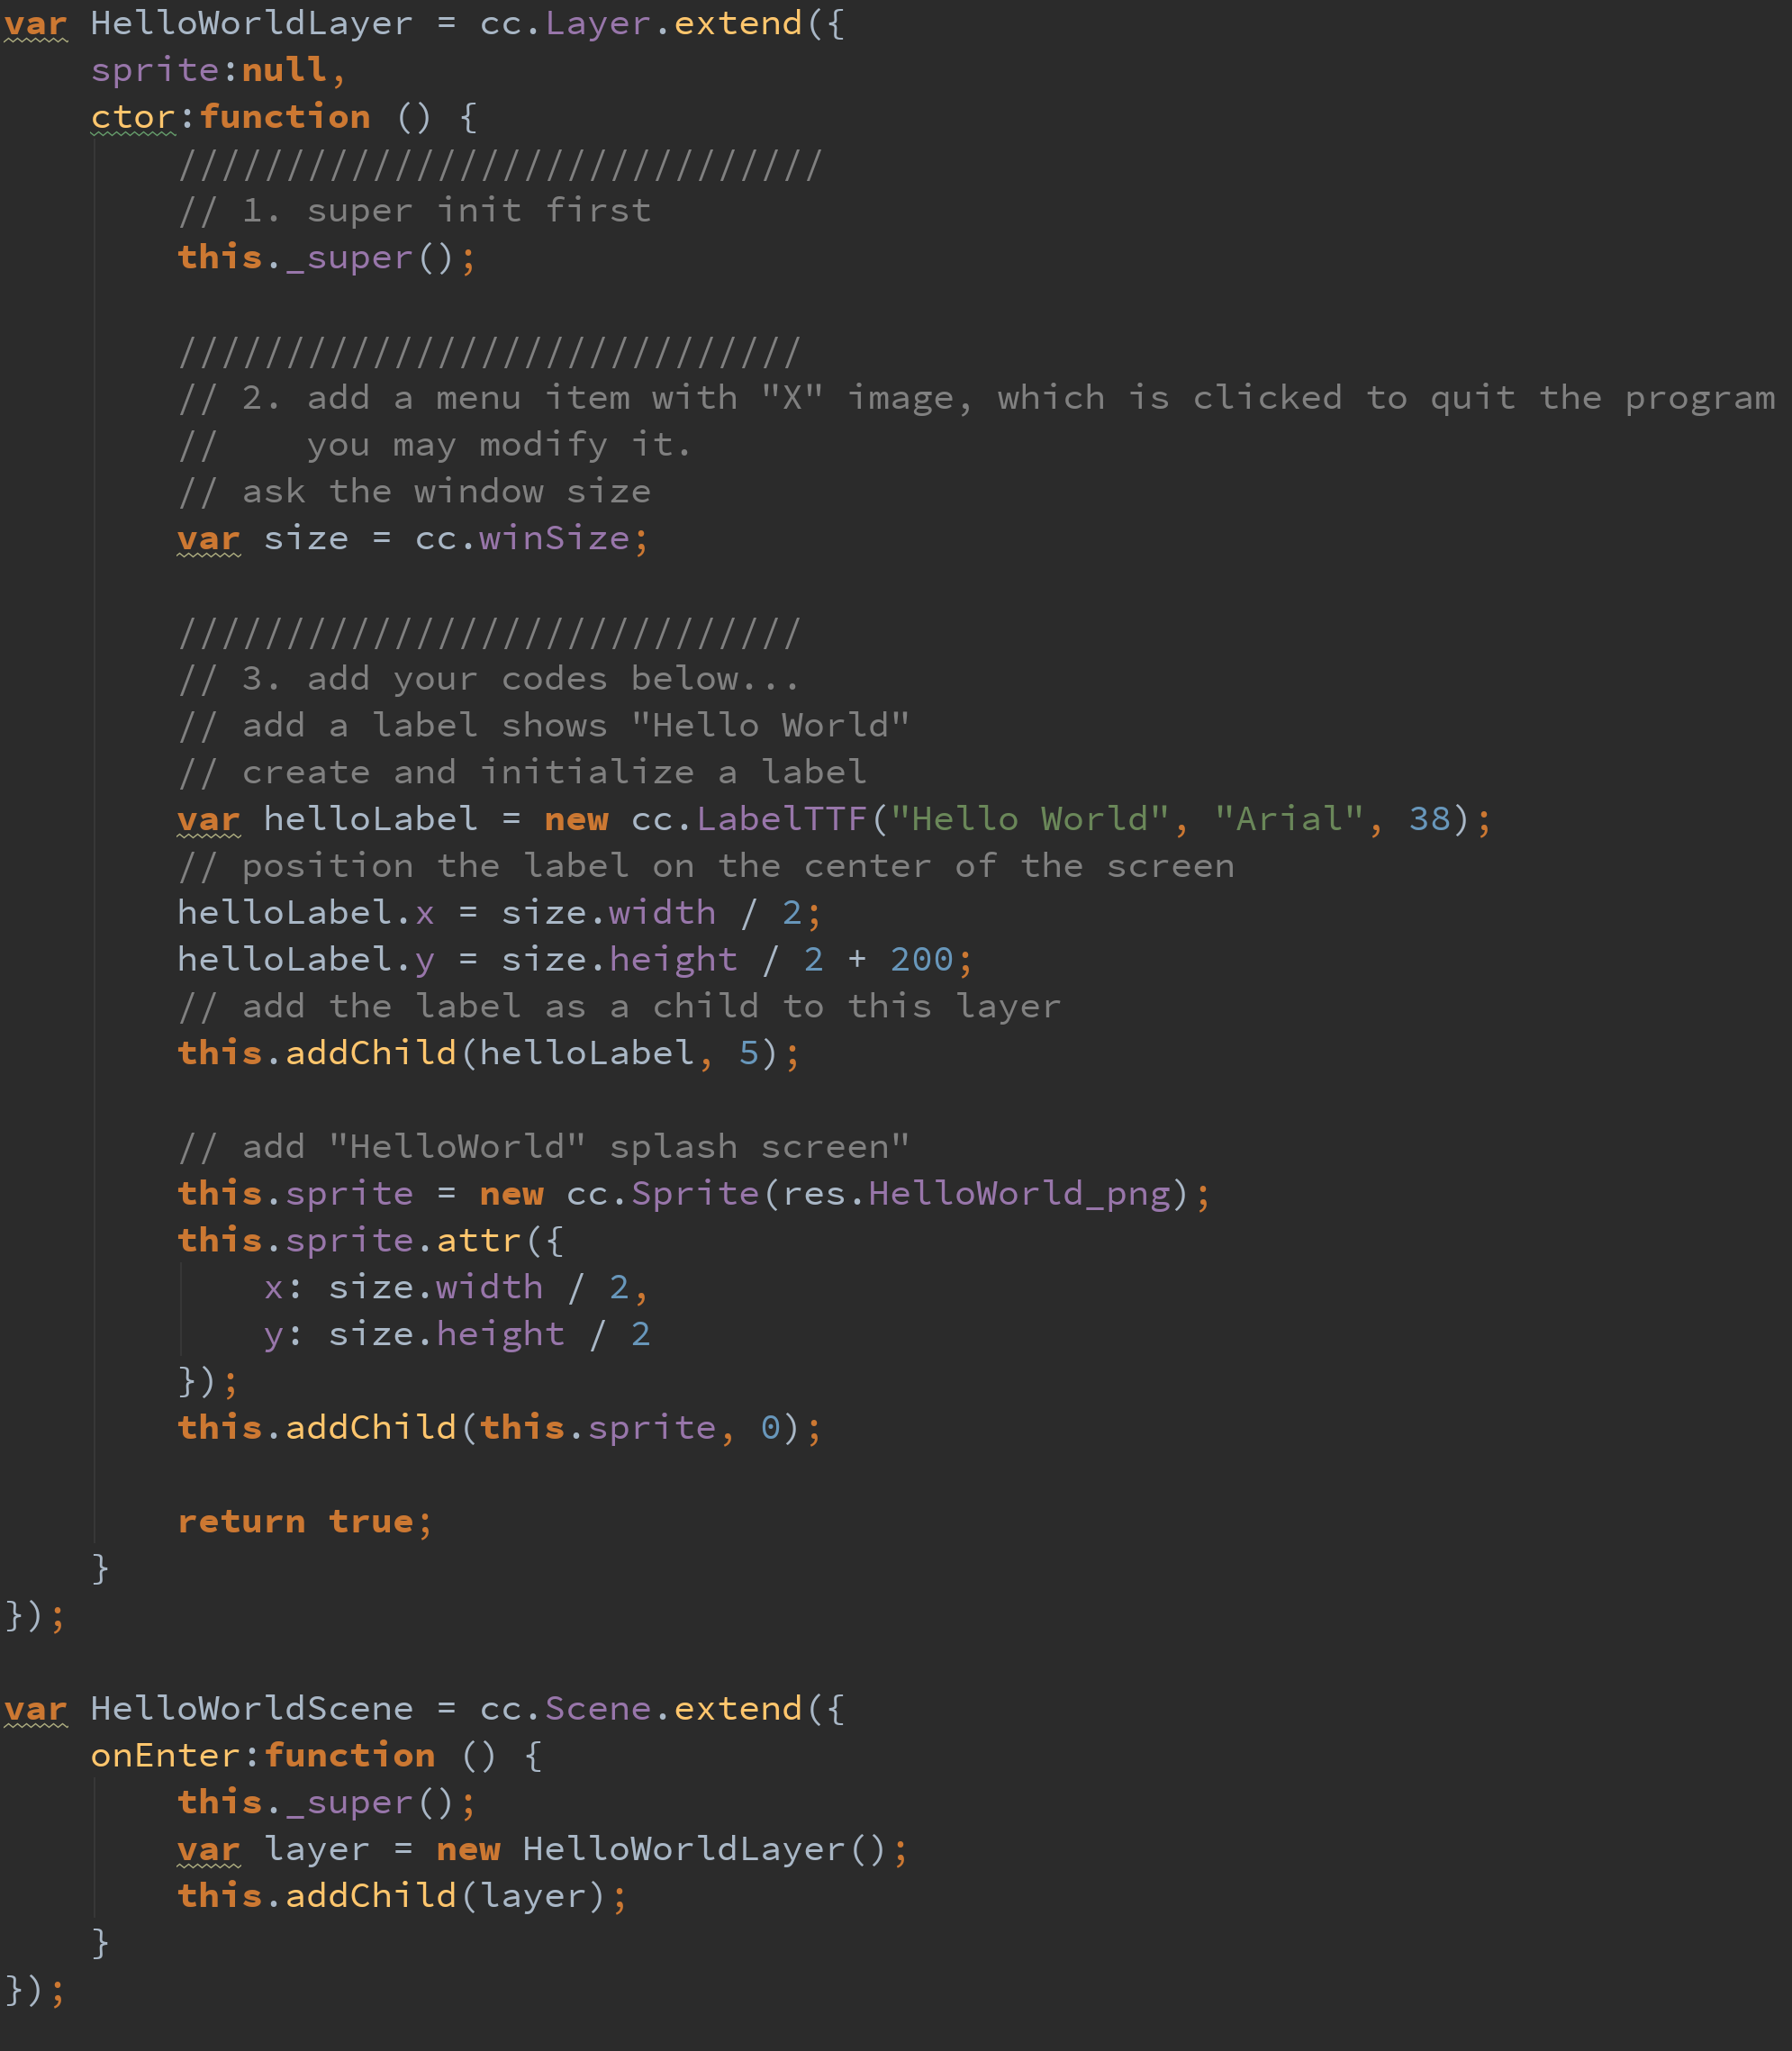 var HelloWorldLayer = cc.Layer.extend({
    sprite:null,
    ctor:function () {
        //////////////////////////////
        // 1. super init first
        this._super();

        /////////////////////////////
        // 2. add a menu item with "X" image, which is clicked to quit the program
        //    you may modify it.
        // ask the window size
        var size = cc.winSize;

        /////////////////////////////
        // 3. add your codes below...
        // add a label shows "Hello World"
        // create and initialize a label
        var helloLabel = new cc.LabelTTF("Hello World", "Arial", 38);
        // position the label on the center of the screen
        helloLabel.x = size.width / 2;
        helloLabel.y = size.height / 2 + 200;
        // add the label as a child to this layer
        this.addChild(helloLabel, 5);

        // add "HelloWorld" splash screen"
        this.sprite = new cc.Sprite(res.HelloWorld_png);
        this.sprite.attr({
            x: size.width / 2,
            y: size.height / 2
        });
        this.addChild(this.sprite, 0);

        return true;
    }
});

var HelloWorldScene = cc.Scene.extend({
    onEnter:function () {
        this._super();
        var layer = new HelloWorldLayer();
        this.addChild(layer);
    }
});